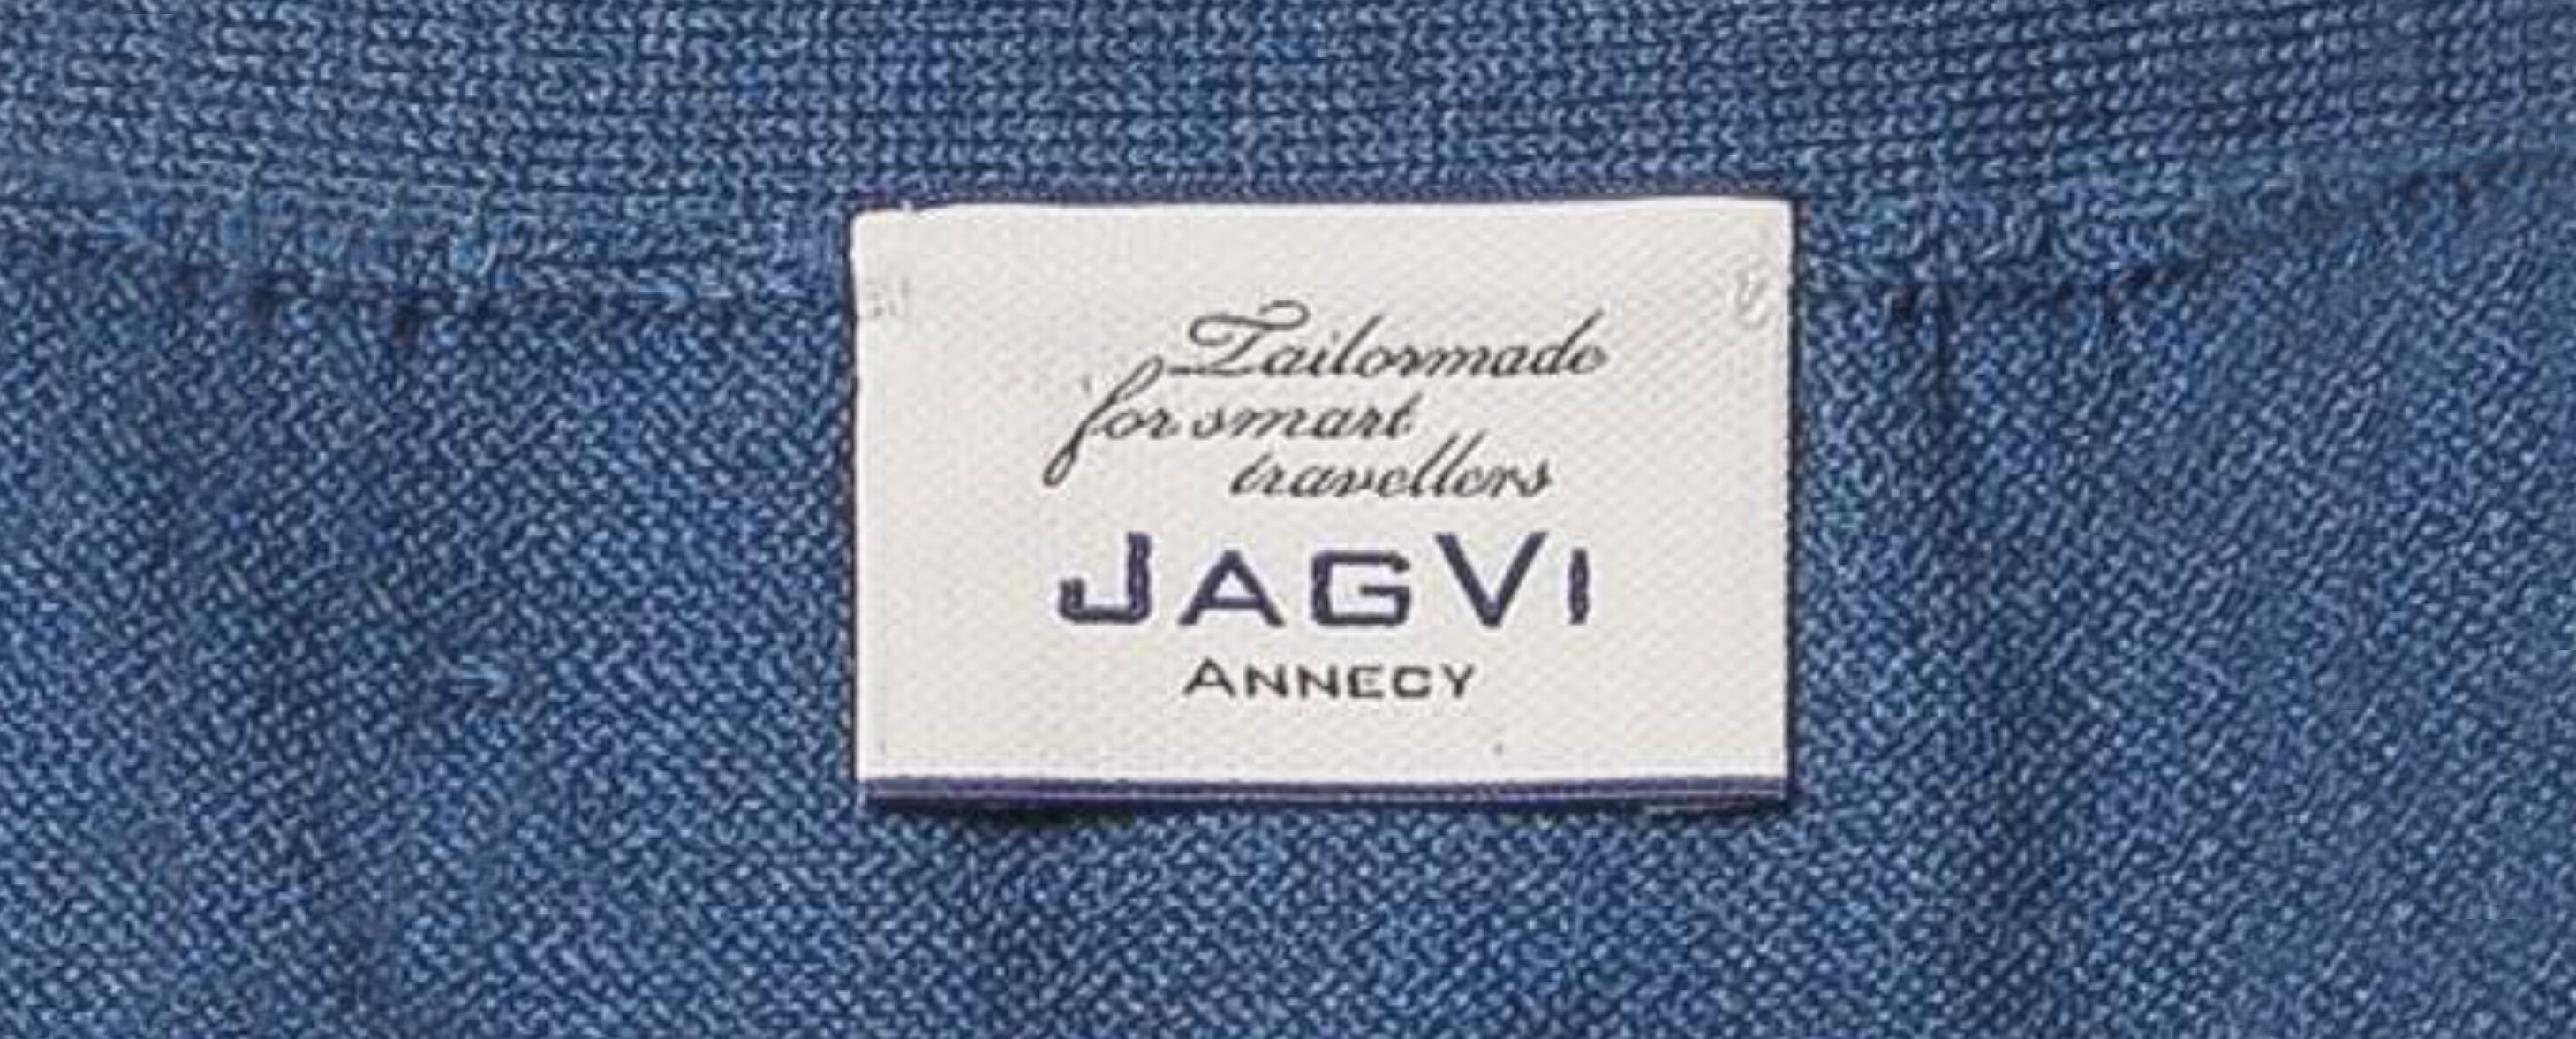 Tailormade
for smart
travellers
JAGVI
ANNECY